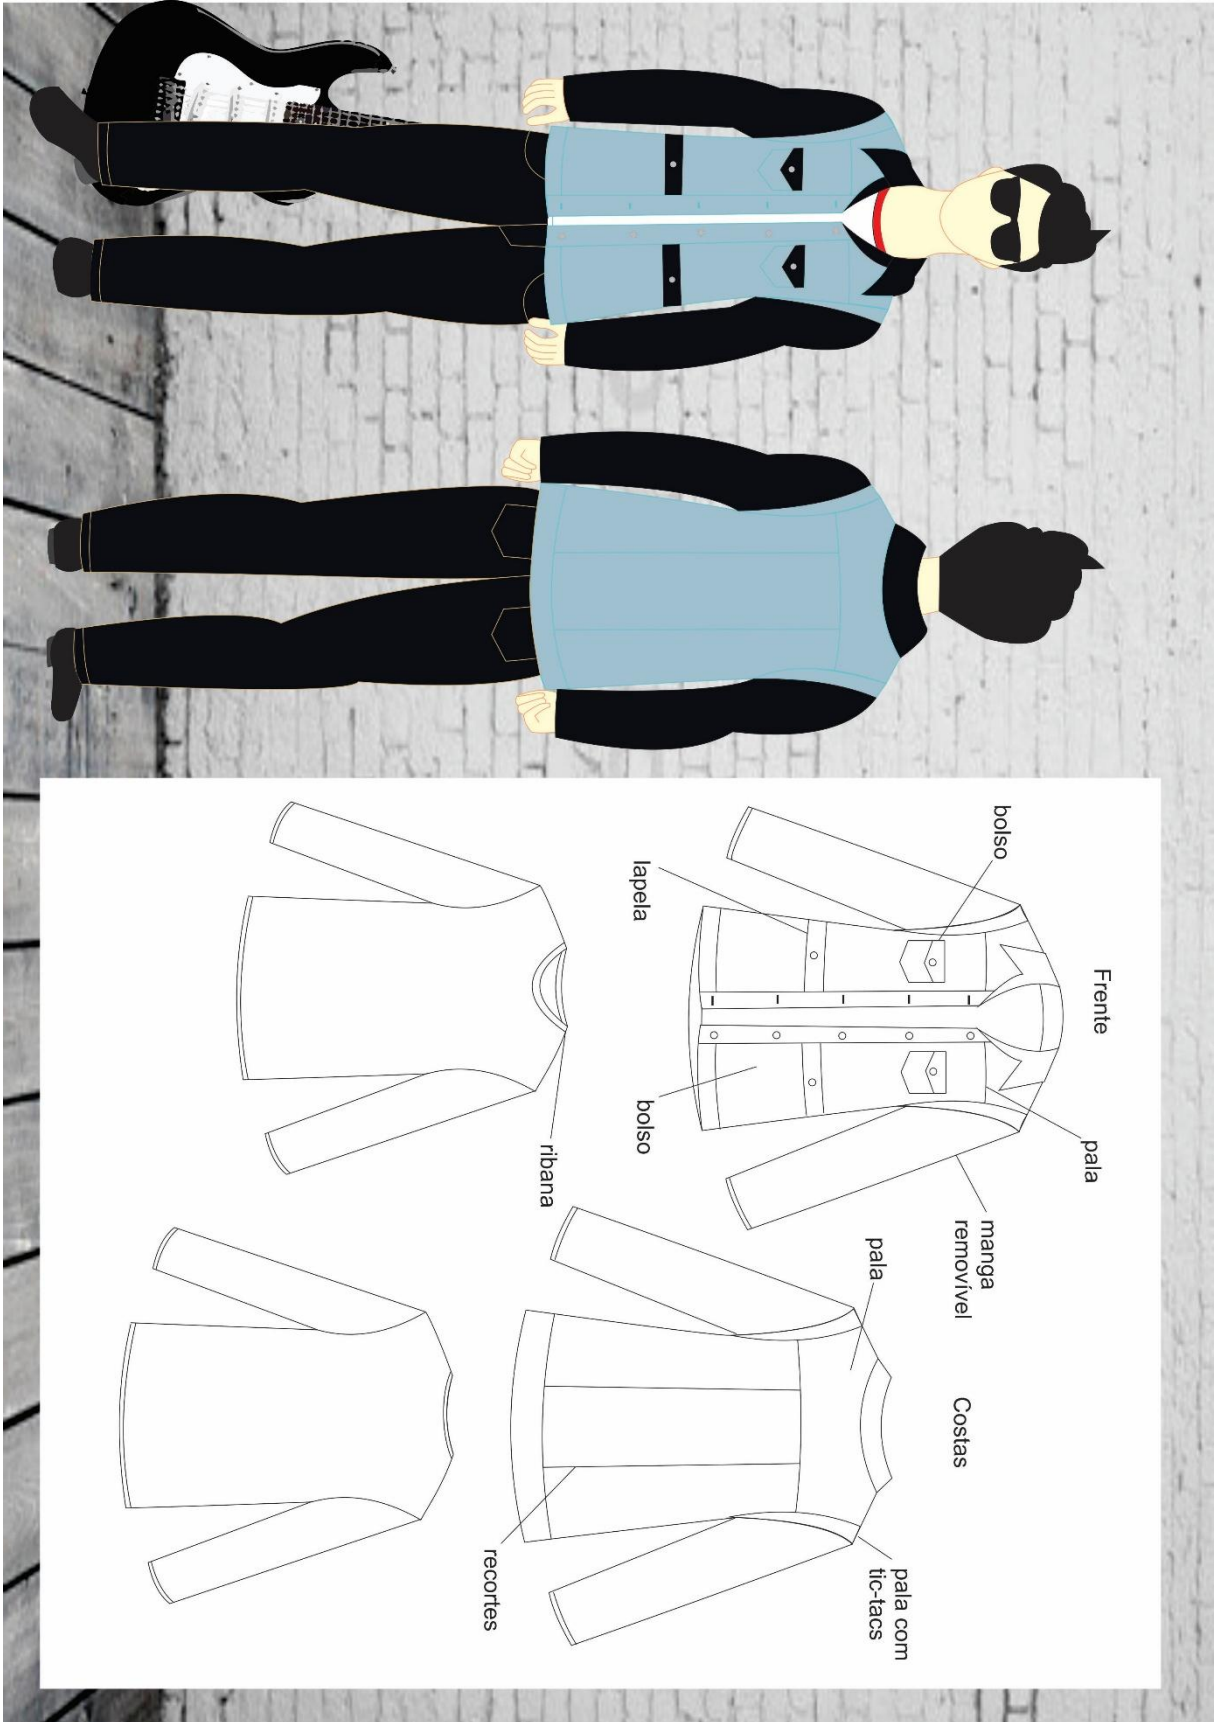 Frente
bolso
pala
manga
removível
lapela
bolso
ribana
Costas
pala
pala com
tic-tacs
recortes